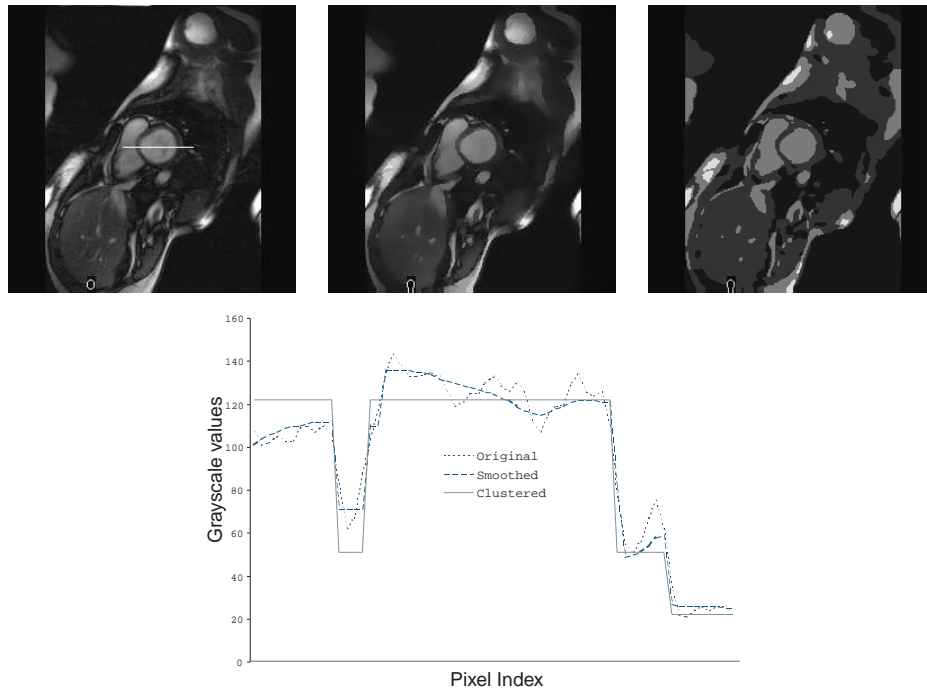 160
140
120
100
80
60
40
20
0
Grayscale values
Original
Smoothed
Clustered
Pixel Index